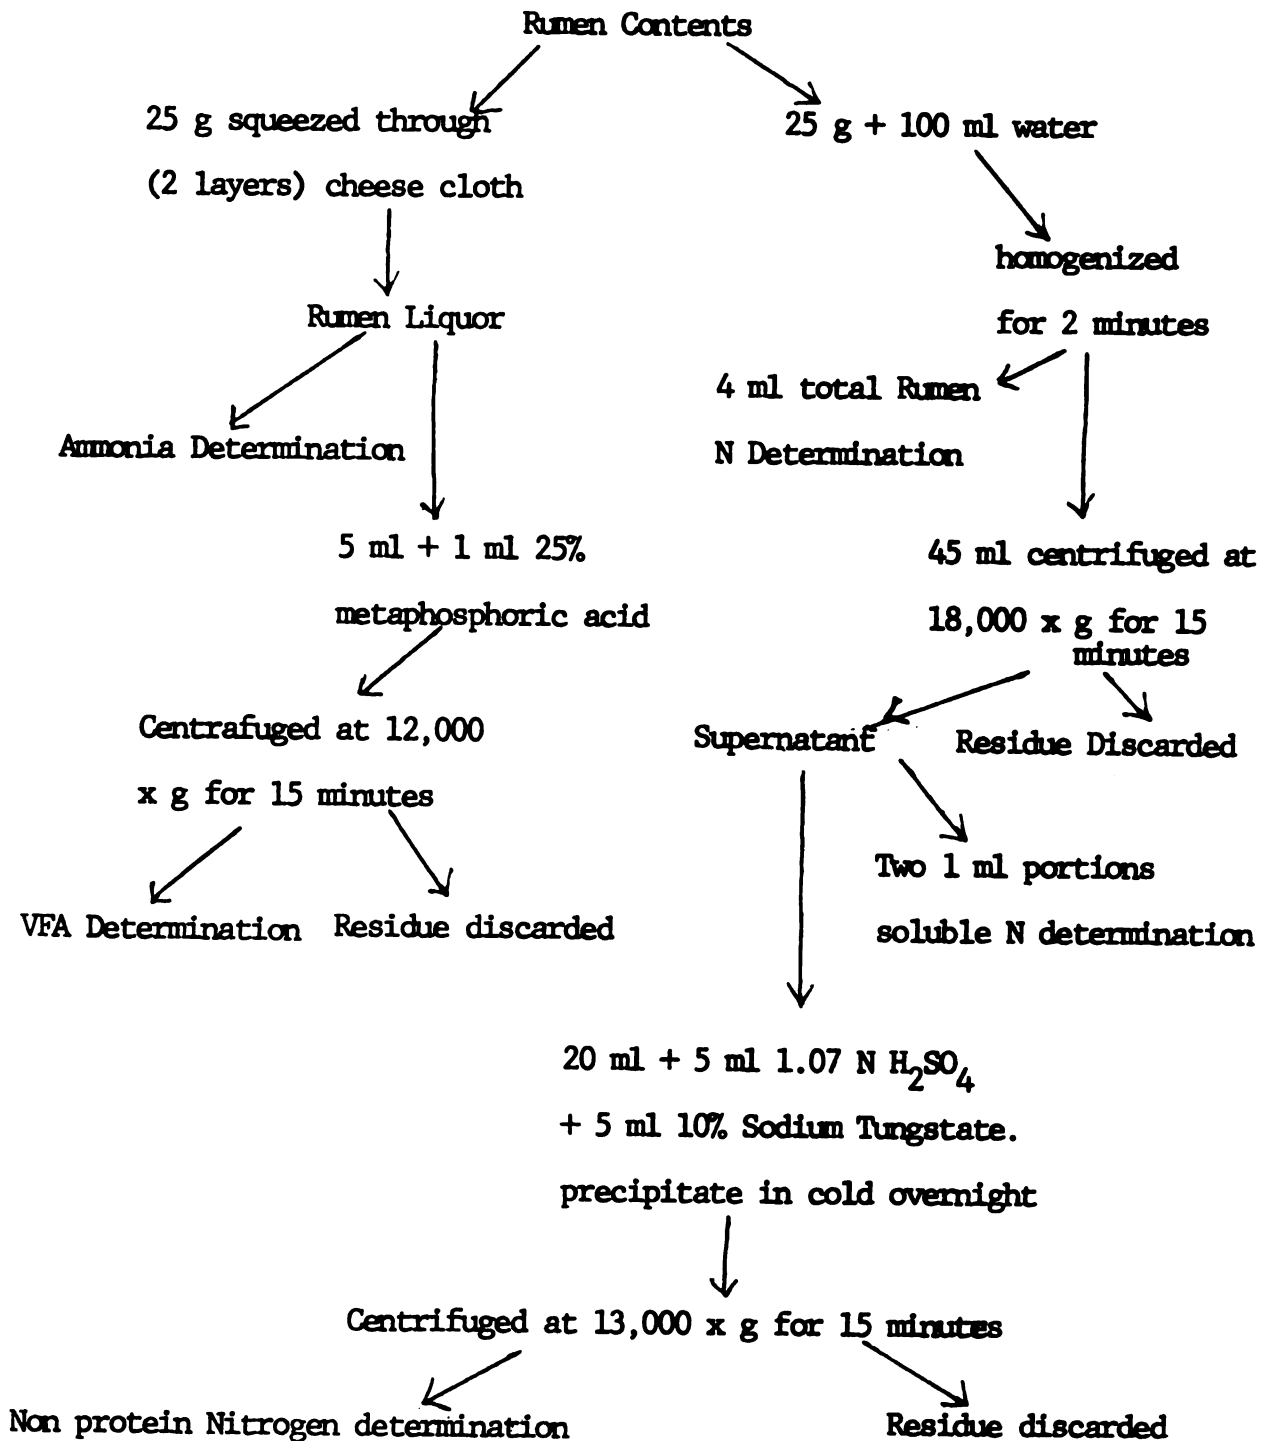 Rumen Contents
25 g squeezed through
(2 layers) cheese cloth
25 g + 100 ml water
homogenized
for 2 minutes
Rumen Liquor
4 ml total Rumen
N Determination
Ammonia Determination
5 ml + 1 ml 25%
metaphosphoric acid
45 ml centrifuged at
18,000 x g for 15
minutes
Centrafuged at 12,000
x g for 15 minutes
Supernatant
Residue Discarded
Two 1 ml portions
soluble N determination
VFA Determination
Residue discarded
20 ml + 5 ml 1.07 N H₂SO₄
+ 5 ml 10% Sodium Tungstate.
precipitate in cold overnight
Centrifuged at 13,000 x g for 15 minutes
Non protein Nitrogen determination
Residue discarded